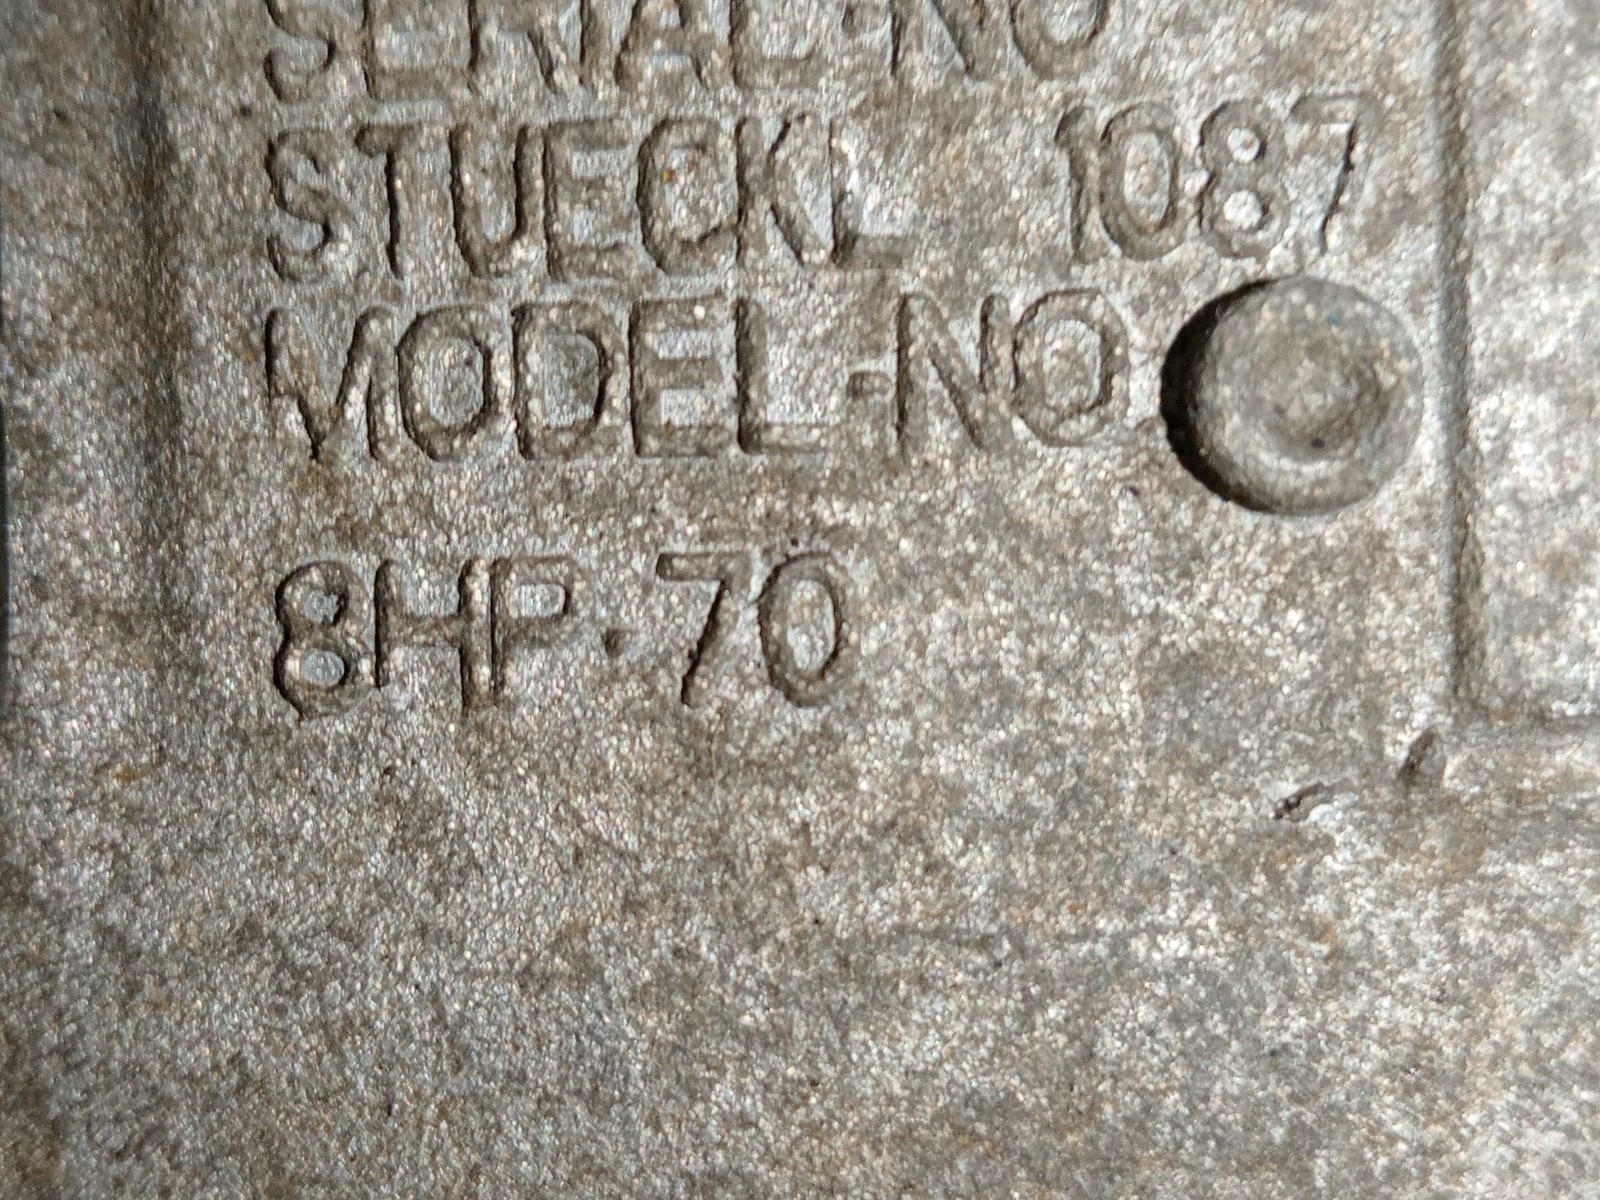 SERIAL-NO
STUECKL 1087
MODEL-NO
8HP-70